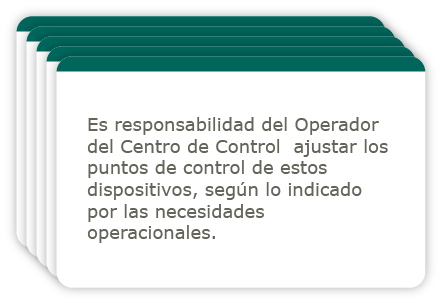 Es responsabilidad del Operador
del Centro de Control  ajustar los
puntos de control de estos
dispositivos, según lo indicado
por las necesidades
operacionales.